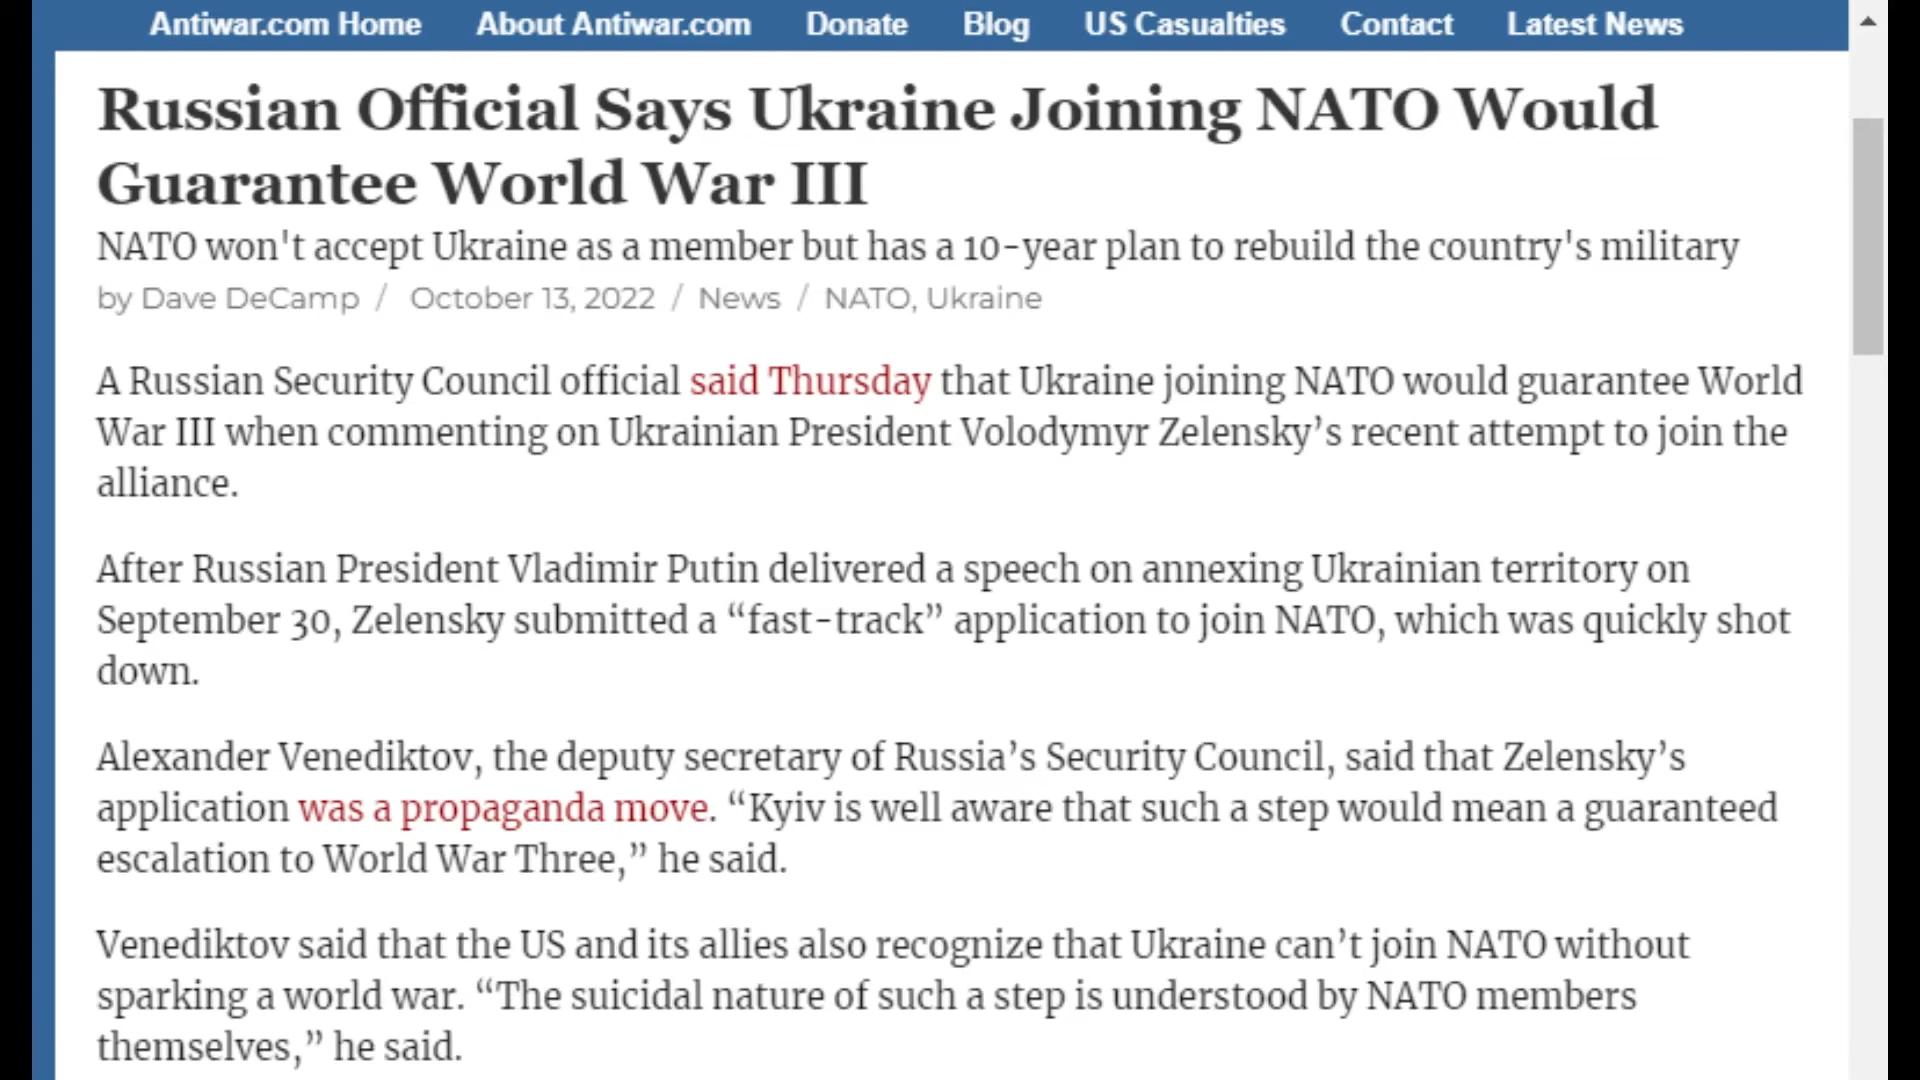 Antiwar.com Home About Antiwar.com Donate Blog US Casualties Contact Latest News
Russian Official Says Ukraine Joining NATO Would
Guarantee World War III
NATO won't accept Ukraine as a member but has a 10-year plan to rebuild the country's military
by Dave DeCamp / October 13, 2022 / News / NATO, Ukraine
A Russian Security Council official said Thursday that Ukraine joining NATO would guarantee World
War III when commenting on Ukrainian President Volodymyr Zelensky’s recent attempt to join the
alliance.
After Russian President Vladimir Putin delivered a speech on annexing Ukrainian territory on
September 30, Zelensky submitted a “fast-track” application to join NATO, which was quickly shot
down.
Alexander Venediktov, the deputy secretary of Russia’s Security Council, said that Zelensky’s
application was a propaganda move. “Kyiv is well aware that such a step would mean a guaranteed
escalation to World War Three,” he said.
Venediktov said that the US and its allies also recognize that Ukraine can’t join NATO without
sparking a world war. “The suicidal nature of such a step is understood by NATO members
themselves,” he said.